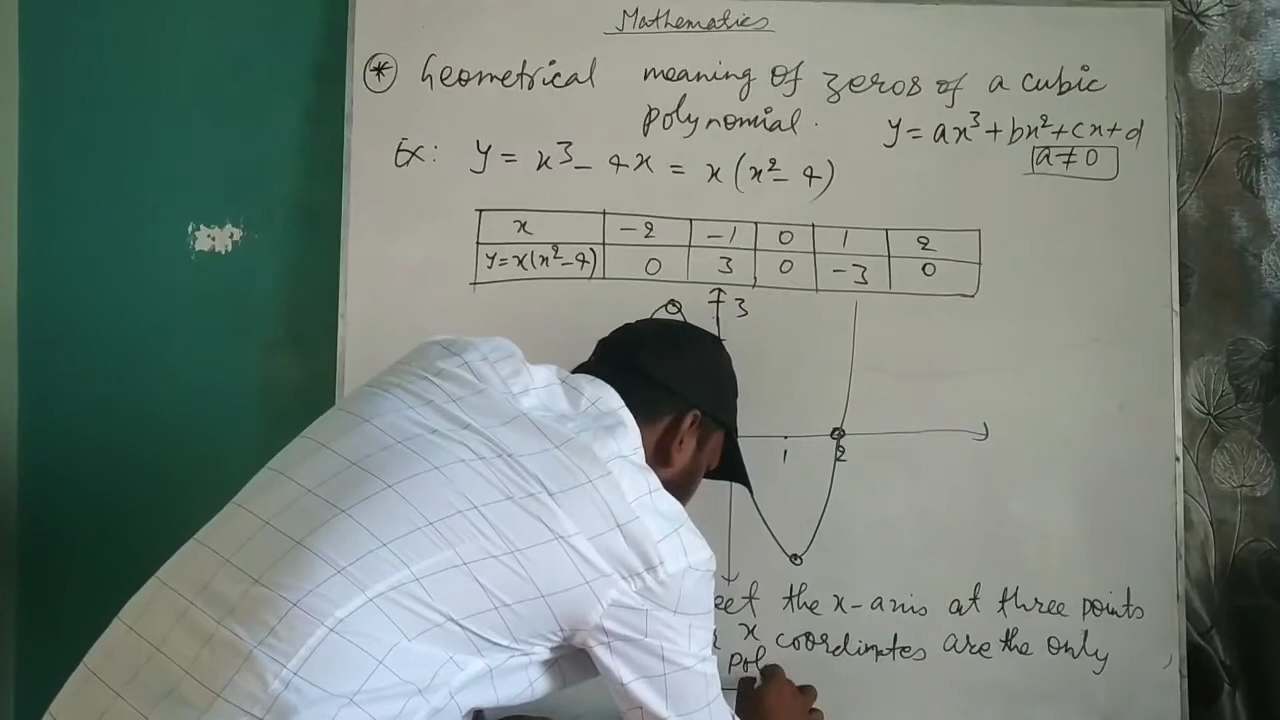 Mathematics
* Geometrical meaning of zeros of a cubic
polynomial. y = ax³ + bx² + cx + d
a ≠ 0
Ex: y = x³ - 4x = x(x² - 4)
x -2 -1 0 1 2
y = x(x² - 4) 0 3 0 -3 0
3
1 2
the x-axis at three points
x coordinates are the only
pol